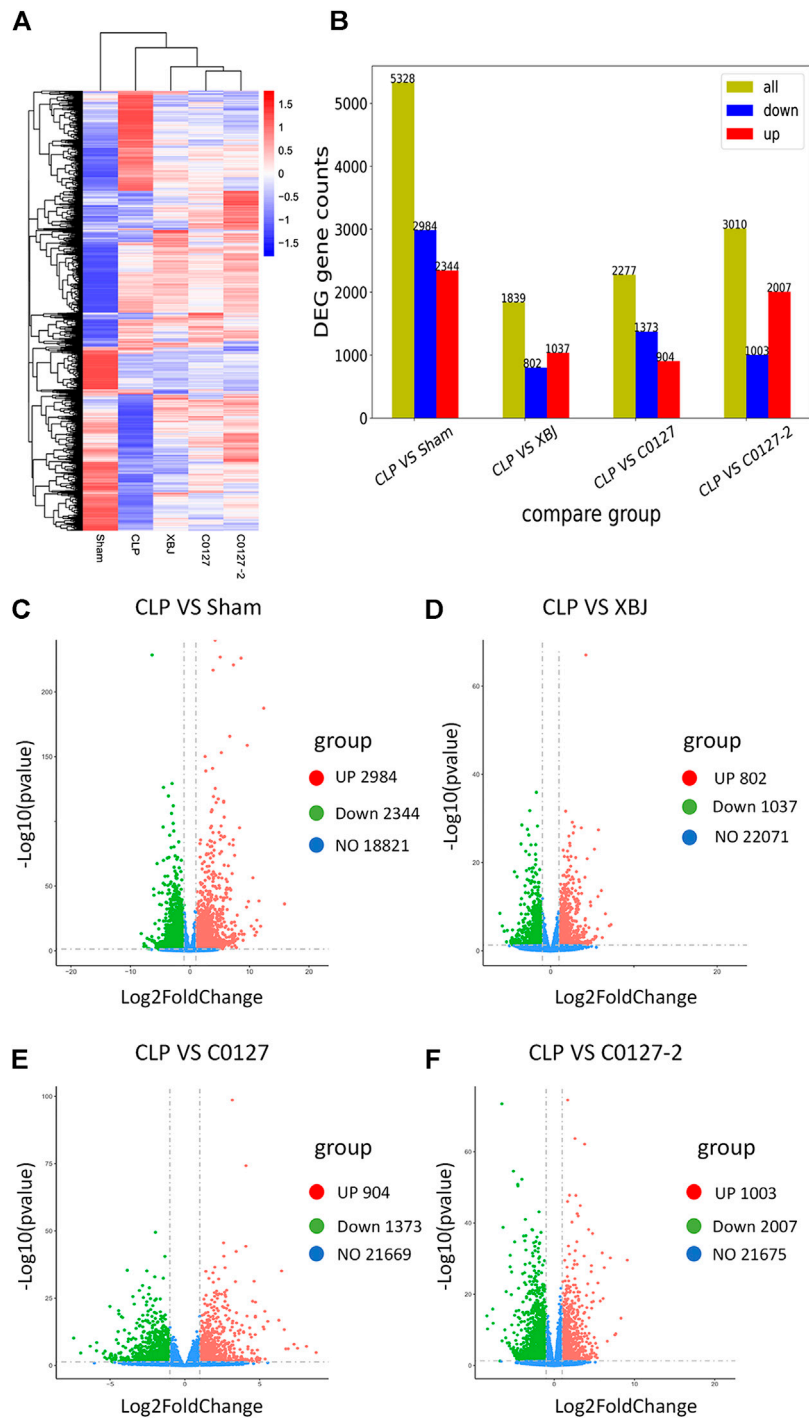 A
1.5
1
0.5
0
−0.5
−1
−1.5
Sham
CLP
XBJ
C0127
C0127-2
B
all
down
up
5328
2984
2344
1839
802
1037
2277
1373
904
3010
1003
2007
5000
4000
3000
2000
1000
0
DEG gene counts
CLP VS Sham
CLP VS XBJ
CLP VS C0127
CLP VS C0127-2
compare group
C
CLP VS Sham
200
150
100
50
0
-Log10(pvalue)
−20
−10
0
10
20
Log2FoldChange
group
UP 2984
Down 2344
NO 18821
D
CLP VS XBJ
60
40
20
0
-Log10(pvalue)
0
10
20
Log2FoldChange
group
UP 802
Down 1037
NO 22071
E
CLP VS C0127
100
75
50
25
0
-Log10(pvalue)
−5
0
5
Log2FoldChange
group
UP 904
Down 1373
NO 21669
F
CLP VS C0127-2
60
40
20
0
-Log10(pvalue)
0
10
20
Log2FoldChange
group
UP 1003
Down 2007
NO 21675